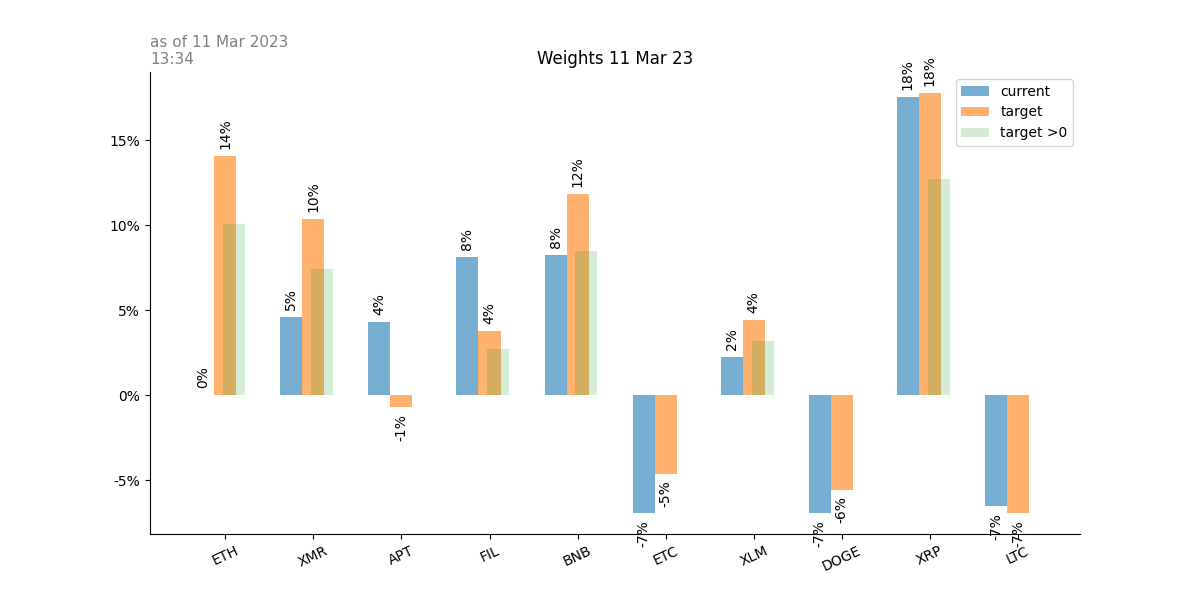 as of 11 Mar 2023
13:34
Weights 11 Mar 23
current
target
target >0
15%
10%
5%
0%
-5%
0%
14%
5%
10%
4%
-1%
8%
4%
8%
12%
-7%
-5%
2%
4%
-7%
-6%
18%
18%
-7%
-7%
ETH
XMR
APT
FIL
BNB
ETC
XLM
DOGE
XRP
LTC